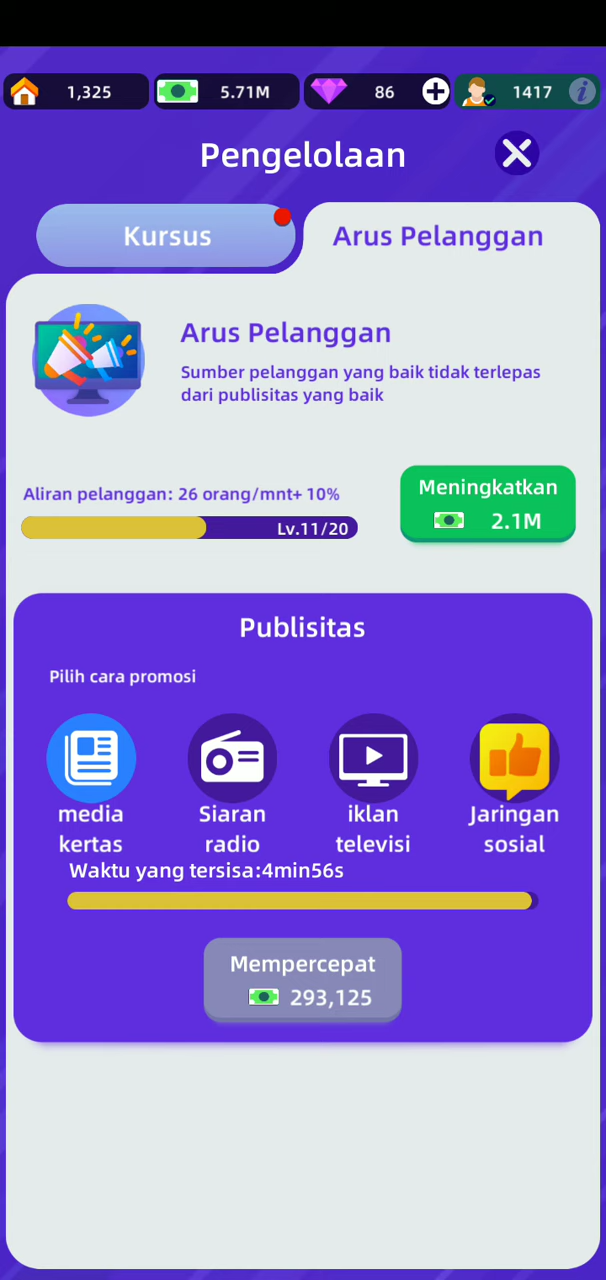 1,325
5.71M
86
1417
Pengelolaan
Kursus
Arus Pelanggan
Arus Pelanggan
Sumber pelanggan yang baik tidak terlepas
dari publisitas yang baik
Aliran pelanggan: 26 orang/mnt+ 10%
Lv.11/20
Meningkatkan
2.1M
Publisitas
Pilih cara promosi
media
kertas
Siaran
radio
iklan
televisi
Jaringan
sosial
Waktu yang tersisa:4min56s
Mempercepat
293,125